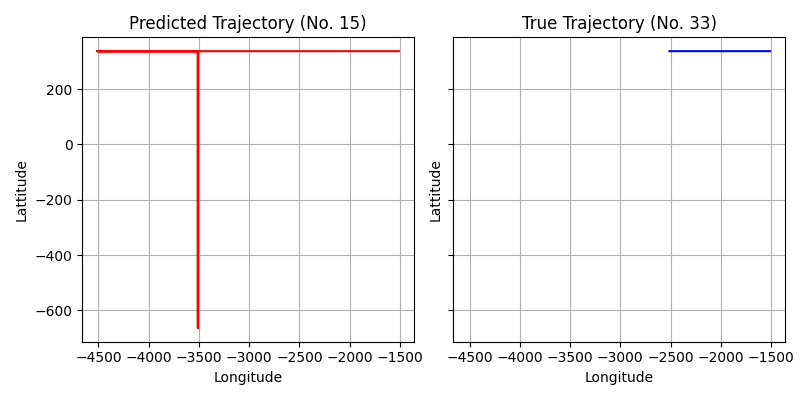 Predicted Trajectory (No. 15)
True Trajectory (No. 33)
Lattitude
200
0
−200
−400
−600
−4500 −4000 −3500 −3000 −2500 −2000 −1500
Longitude
Lattitude
−4500 −4000 −3500 −3000 −2500 −2000 −1500
Longitude